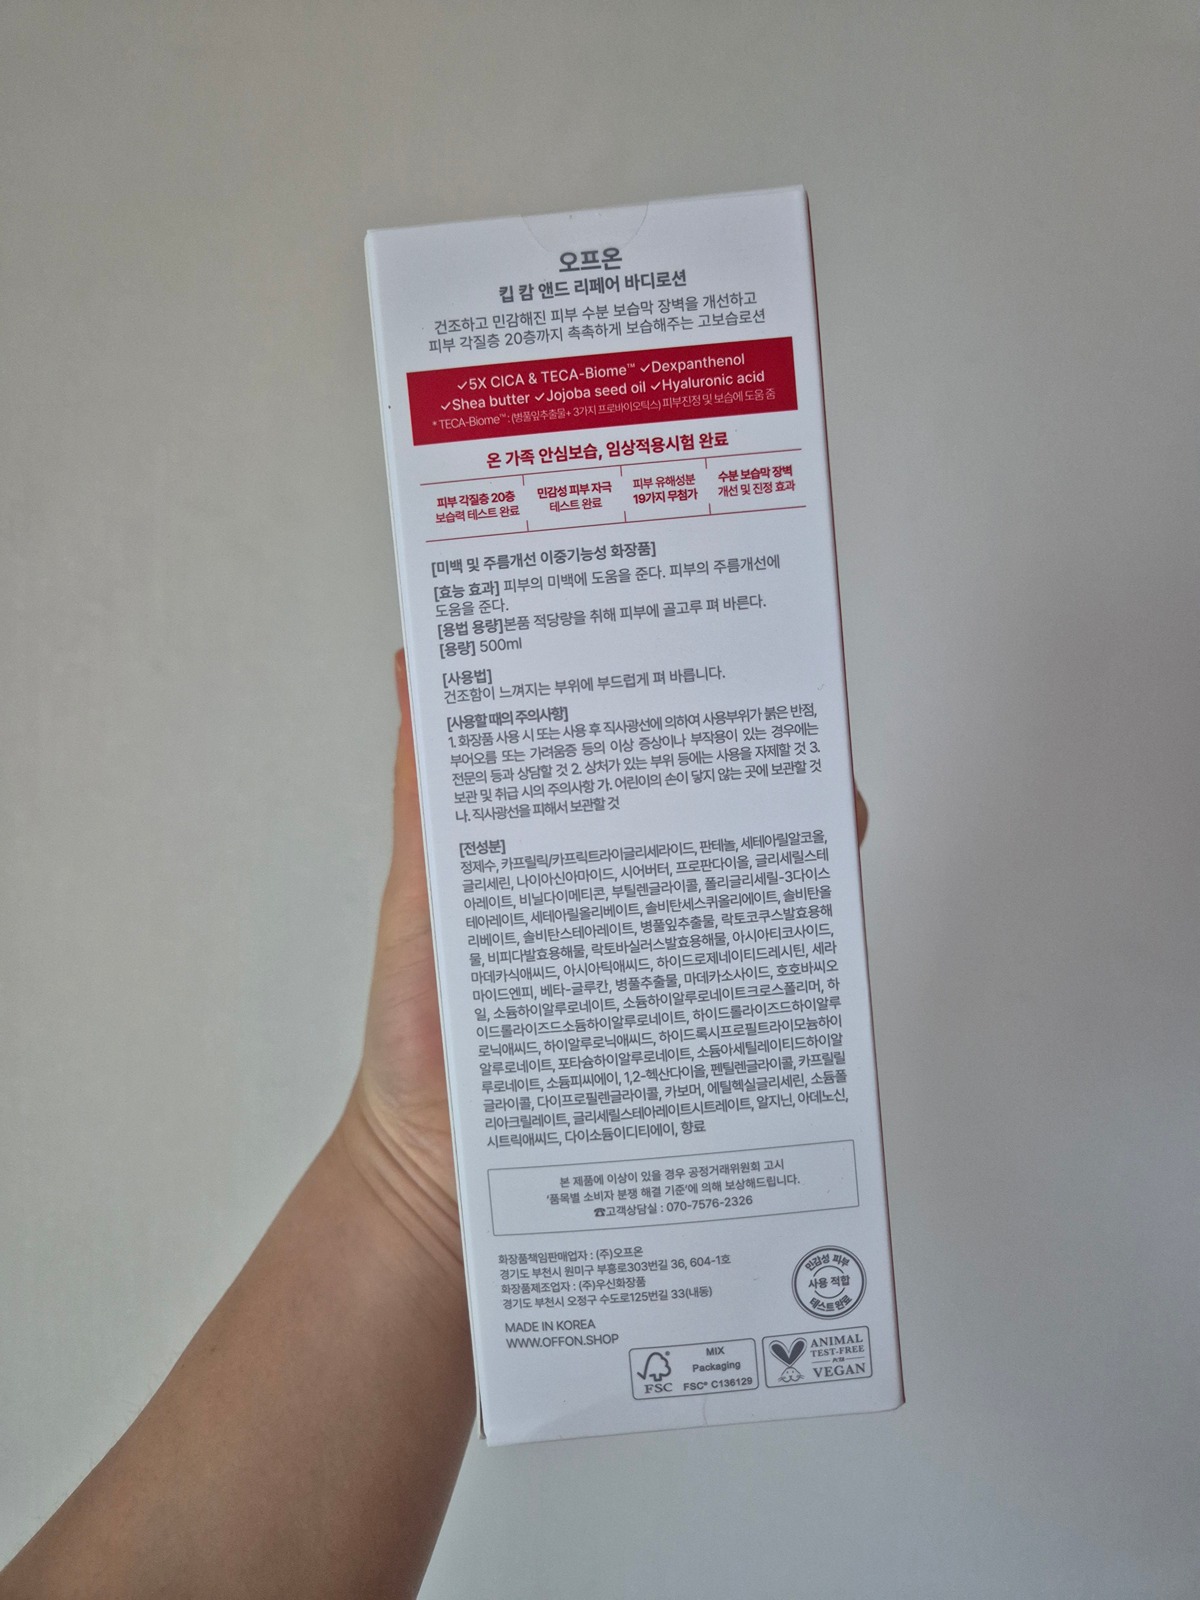 오프온
킵 캄 앤드 리페어 바디로션
건조하고 민감해진 피부 수분 보습막 장벽을 개선하고
피부 각질층 20층까지 촉촉하게 보습해주는 고보습로션
✓5X CICA & TECA-Biome™ ✓Dexpanthenol
✓Shea butter ✓Jojoba seed oil ✓Hyaluronic acid
* TECA-Biome™ : (병풀잎추출물+ 3가지 프로바이오틱스) 피부진정 및 보습에 도움 줌
온 가족 안심보습, 임상적용시험 완료
피부 각질층 20층
보습력 테스트 완료
민감성 피부 자극
테스트 완료
피부 유해성분
19가지 무첨가
수분 보습막 장벽
개선 및 진정 효과
[미백 및 주름개선 이중기능성 화장품]
[효능 효과] 피부의 미백에 도움을 준다. 피부의 주름개선에
도움을 준다.
[용법 용량]본품 적당량을 취해 피부에 골고루 펴 바른다.
[용량] 500ml
[사용법]
건조함이 느껴지는 부위에 부드럽게 펴 바릅니다.
[사용할 때의 주의사항]
1. 화장품 사용 시 또는 사용 후 직사광선에 의하여 사용부위가 붉은 반점,
부어오름 또는 가려움증 등의 이상 증상이나 부작용이 있는 경우에는
전문의 등과 상담할 것 2. 상처가 있는 부위 등에는 사용을 자제할 것 3.
보관 및 취급 시의 주의사항 가. 어린이의 손이 닿지 않는 곳에 보관할 것
나. 직사광선을 피해서 보관할 것
[전성분]
정제수, 카프릴릭/카프릭트라이글리세라이드, 판테놀, 세테아릴알코올,
글리세린, 나이아신아마이드, 시어버터, 프로판다이올, 글리세릴스테
아레이트, 비닐다이메티콘, 부틸렌글라이콜, 폴리글리세릴-3다이스
테아레이트, 세테아릴올리베이트, 솔비탄세스퀴올리에이트, 솔비탄올
리베이트, 솔비탄스테아레이트, 병풀잎추출물, 락토코쿠스발효용해
물, 비피다발효용해물, 락토바실러스발효용해물, 아시아티코사이드,
마데카식애씨드, 아시아틱애씨드, 하이드로제네이티드레시틴, 세라
마이드엔피, 베타-글루칸, 병풀추출물, 마데카소사이드, 호호바씨오
일, 소듐하이알루로네이트, 소듐하이알루로네이트크로스폴리머, 하
이드롤라이즈드소듐하이알루로네이트, 하이드롤라이즈드하이알루
로닉애씨드, 하이알루로닉애씨드, 하이드록시프로필트라이모늄하이
알루로네이트, 포타슘하이알루로네이트, 소듐아세틸레이티드하이알
루로네이트, 소듐피씨에이, 1,2-헥산다이올, 펜틸렌글라이콜, 카프릴릴
글라이콜, 다이프로필렌글라이콜, 카보머, 에틸헥실글리세린, 소듐폴
리아크릴레이트, 글리세릴스테아레이트시트레이트, 알지닌, 아데노신,
시트릭애씨드, 다이소듐이디티에이, 향료
본 제품에 이상이 있을 경우 공정거래위원회 고시
'품목별 소비자 분쟁 해결 기준'에 의해 보상해드립니다.
☎고객상담실 : 070-7576-2326
화장품책임판매업자 : (주)오프온
경기도 부천시 원미구 부흥로303번길 36, 604-1호
화장품제조업자 : (주)우신화장품
경기도 부천시 오정구 수도로125번길 33(내동)
MADE IN KOREA
WWW.OFFON.SHOP
민감성 피부
사용 적합
테스트 완료
FSC
MIX
Packaging
FSC® C136129
ANIMAL
TEST-FREE
PETA
VEGAN